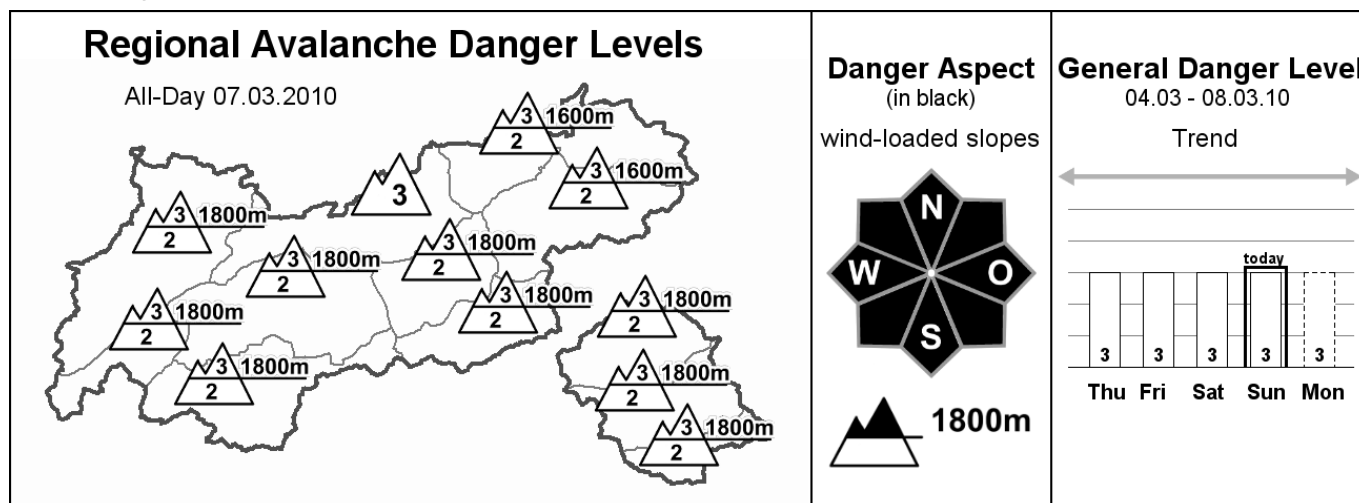 Regional Avalanche Danger Levels
All-Day 07.03.2010
3 1600m
2
3 1600m
2
3
3 1800m
2
3 1800m
2
3 1800m
2
3 1800m
2
3 1800m
2
3 1800m
2
3 1800m
2
3 1800m
2
3 1800m
2
Danger Aspect
(in black)
wind-loaded slopes
N
W O
S
1800m
General Danger Level
04.03 - 08.03.10
Trend
today
3 3 3 3 3
Thu Fri Sat Sun Mon